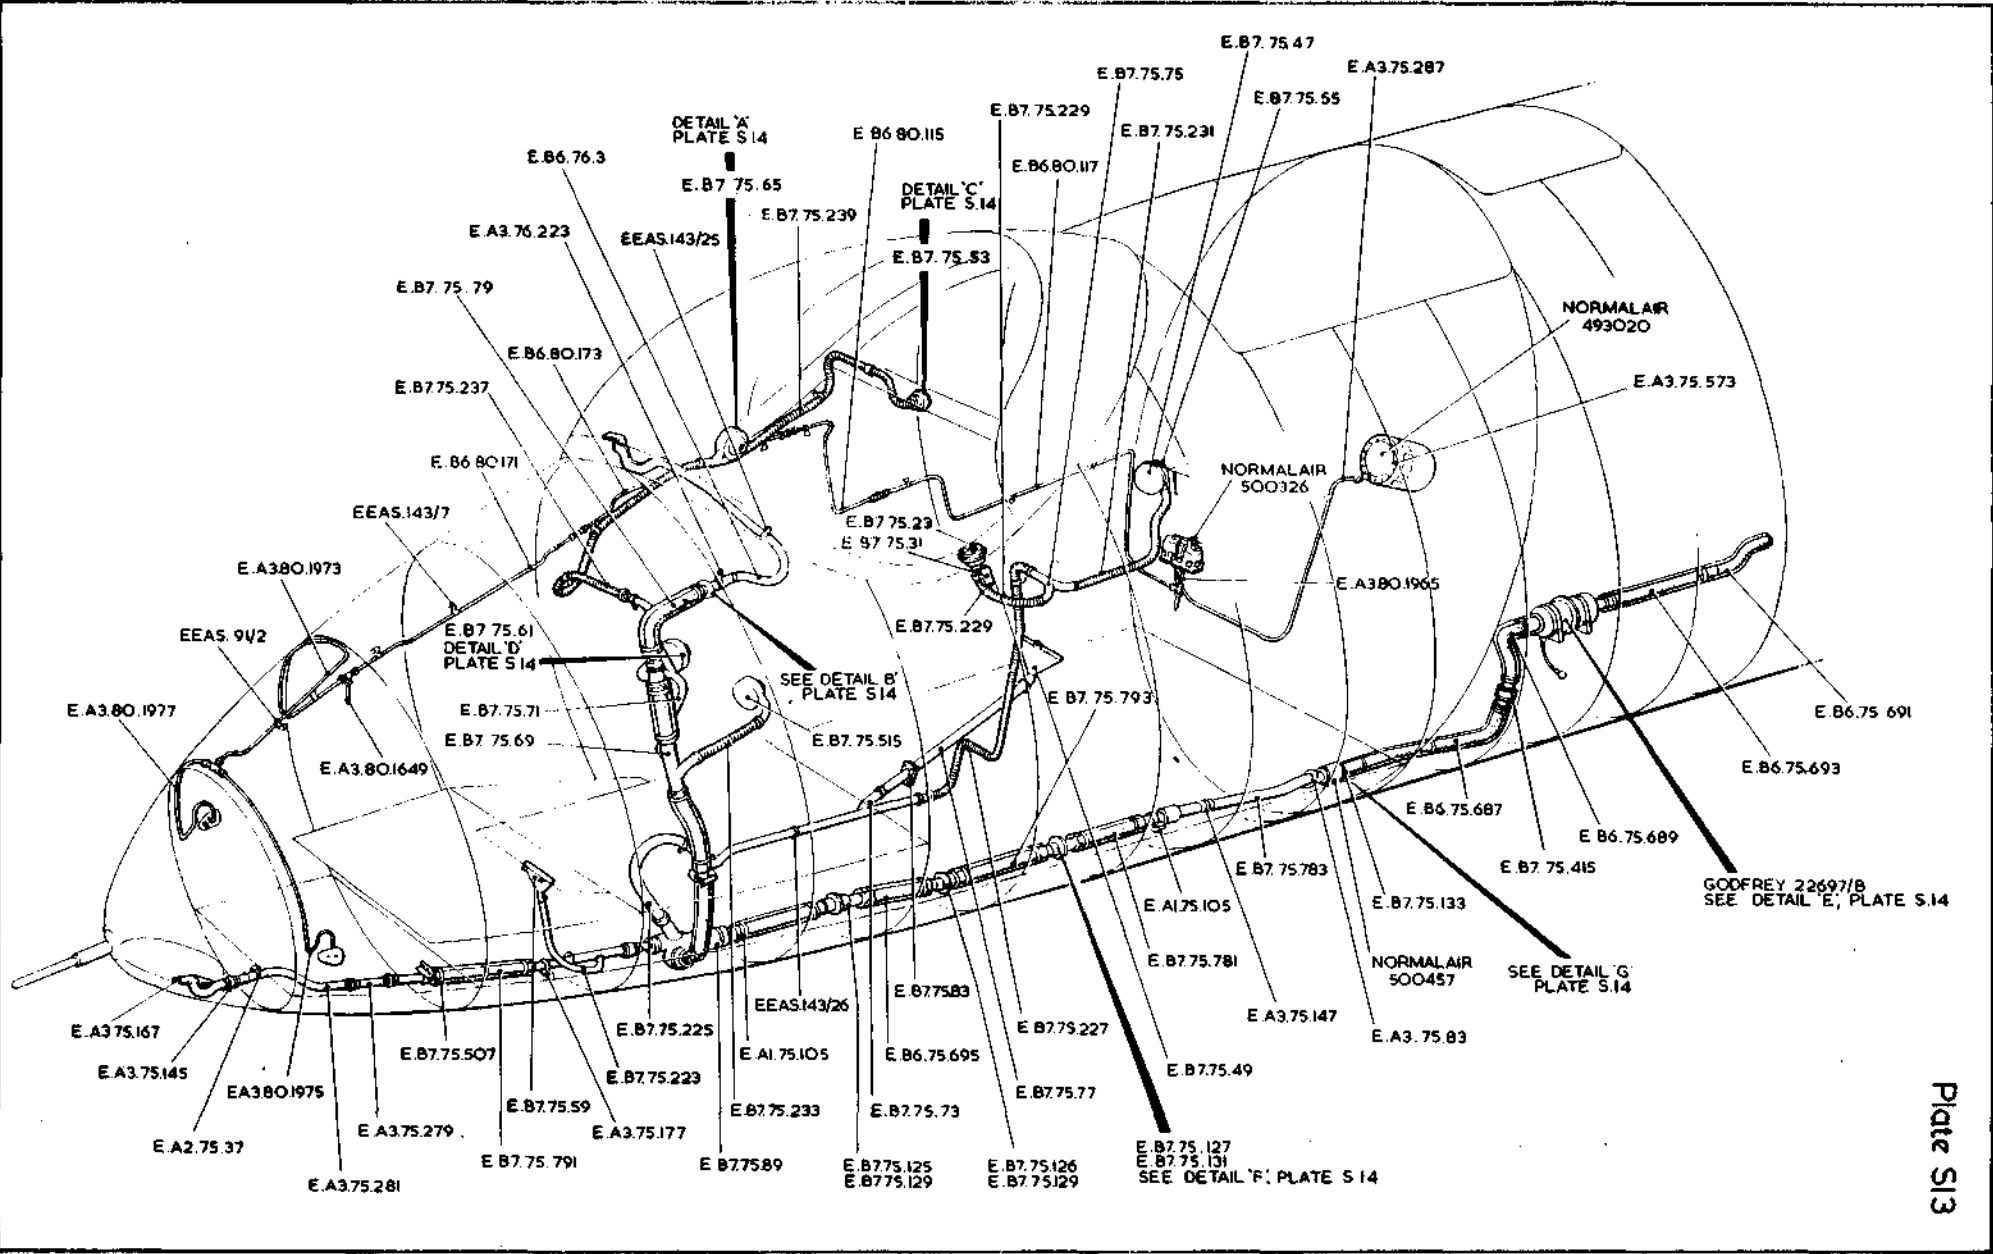 E.B7.75.47
E.A3.75.287
E.B7.75.75
E.B7.75.55
E.B7.75.229
E.B7.75.231
DETAIL 'A'
PLATE S.14
E B6 80.115
E.B6.76.3
E.B6.80.117
E.B7 75.65
DETAIL 'C'
PLATE S.14
E.B7.75.239
E.A3.76.223
EEAS.143/25
E.B7.75.53
E.B7.75.79
NORMALAIR
493020
E.B6.80.173
E.A3.75.573
E.B7.75.237
E.B6 80171
NORMALAIR
500326
EEAS.143/7
E.B7 75.23
E B7 75.31
E.A3.80.1973
E.A3.80.1965
EEAS. 91/2
E.B7 75.61
DETAIL 'D'
PLATE S 14
E.B7.75.229
SEE DETAIL B'
PLATE S14
E B7.75.793
E.A3.80.1977
E.B7.75.71
E.B6.75 691
E.B7.75.69
E.B7.75.515
E.A3.80.1649
E.B6.75.693
E.B6.75.687
E B6.75.689
E B7.75.783
E.B7 75.415
GODFREY 22697/B
SEE DETAIL 'E', PLATE S.14
E.A1.75.105
E.B7.75.133
E.B7.75.781
NORMALAIR
500457
SEE DETAIL 'G'
PLATE S.14
E.B7.75.83
EEAS.143/26
E.A3.75.147
E.A3 75.167
E.B7.75.225
E B7.75.227
E.A3.75.83
E.B7.75.507
E.A1.75.105
E.B6.75.695
E.A3.75.145
E.B7.75.223
E.B7.75.49
EA3.80.1975
E.B7.75.77
E.B7.75.59
E.B7.75.233
E.B7.75.73
E.A3.75.279
E.A3.75.177
E.A2.75.37
E B7.75.791
E B7.75.89
E.B7.75.125
E.B7.75.129
E.B7.75.126
E.B7.75.129
E.B7.75.127
E.B7.75.131
SEE DETAIL 'F', PLATE S 14
E.A3.75.281
Plate S13